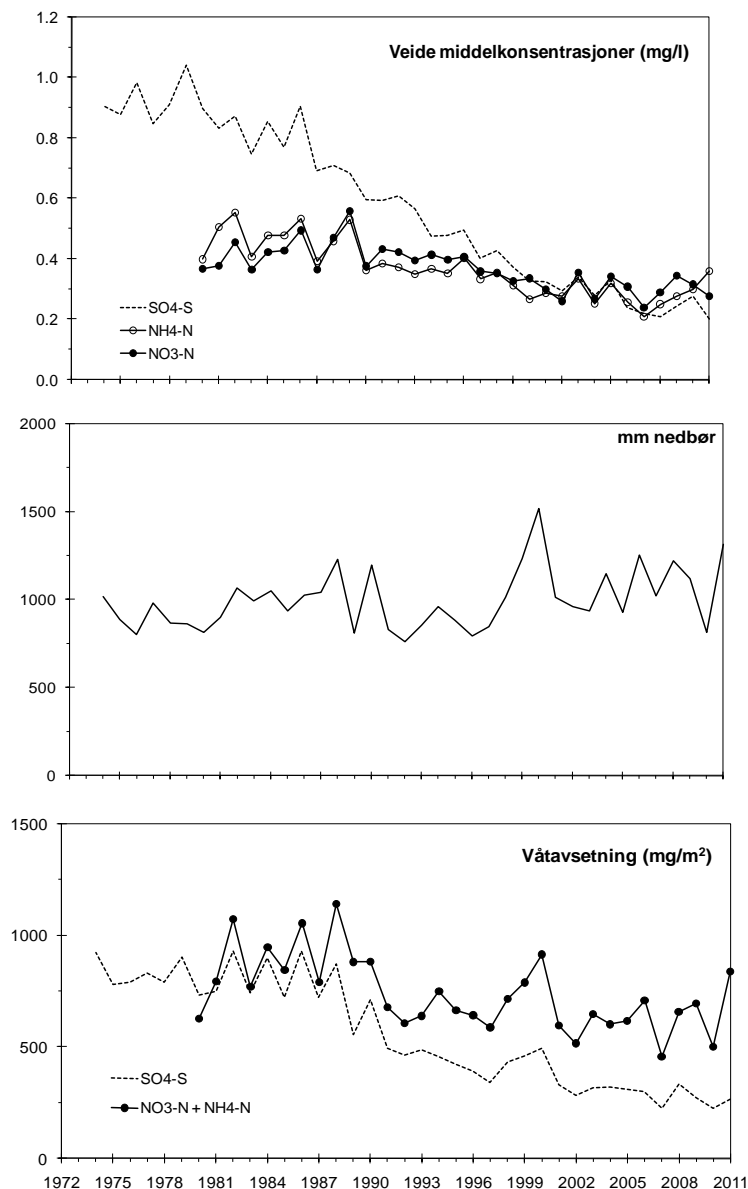 Veide middelkonsentrasjoner (mg/l)
1.2
1.0
0.8
0.6
0.4
0.2
0.0
SO4-S
NH4-N
NO3-N
mm nedbør
2000
1500
1000
500
0
Våtavsetning (mg/m²)
1500
1000
500
0
SO4-S
NO3-N + NH4-N
1972 1975 1978 1981 1984 1987 1990 1993 1996 1999 2002 2005 2008 2011